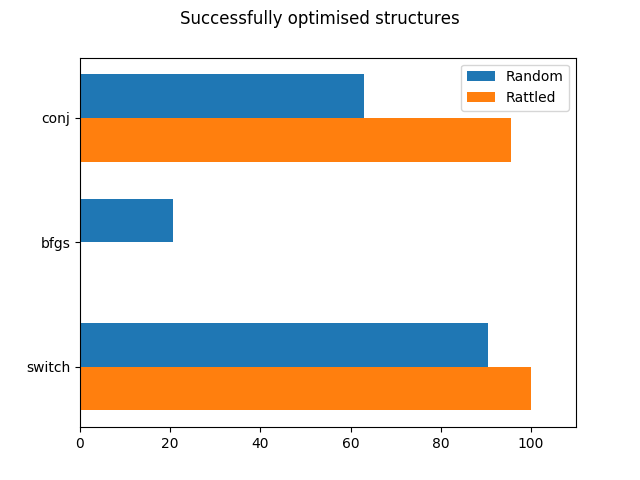 Successfully optimised structures
Random
Rattled
conj
bfgs
switch
0 20 40 60 80 100